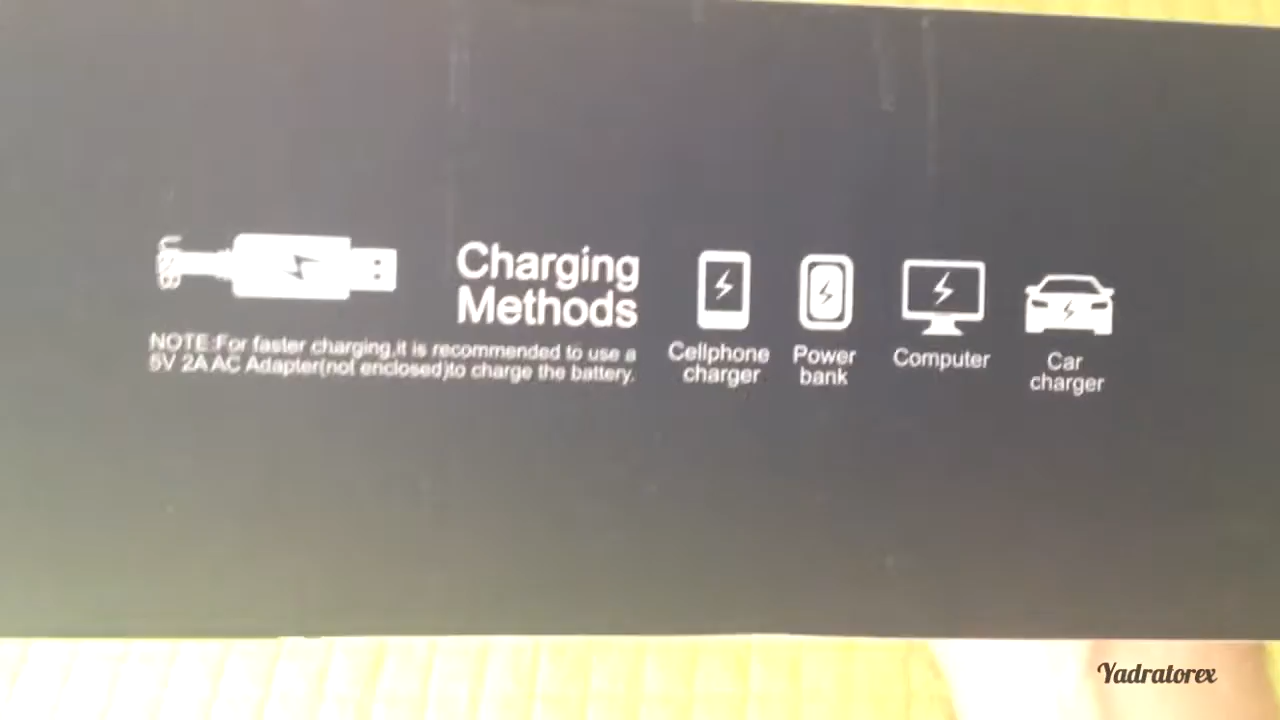 Charging
Methods
NOTE:For faster charging,it is recommended to use a
5V 2A AC Adapter(not enclosed)to charge the battery.
Cellphone
charger
Power
bank
Computer
Car
charger
Yadratorex